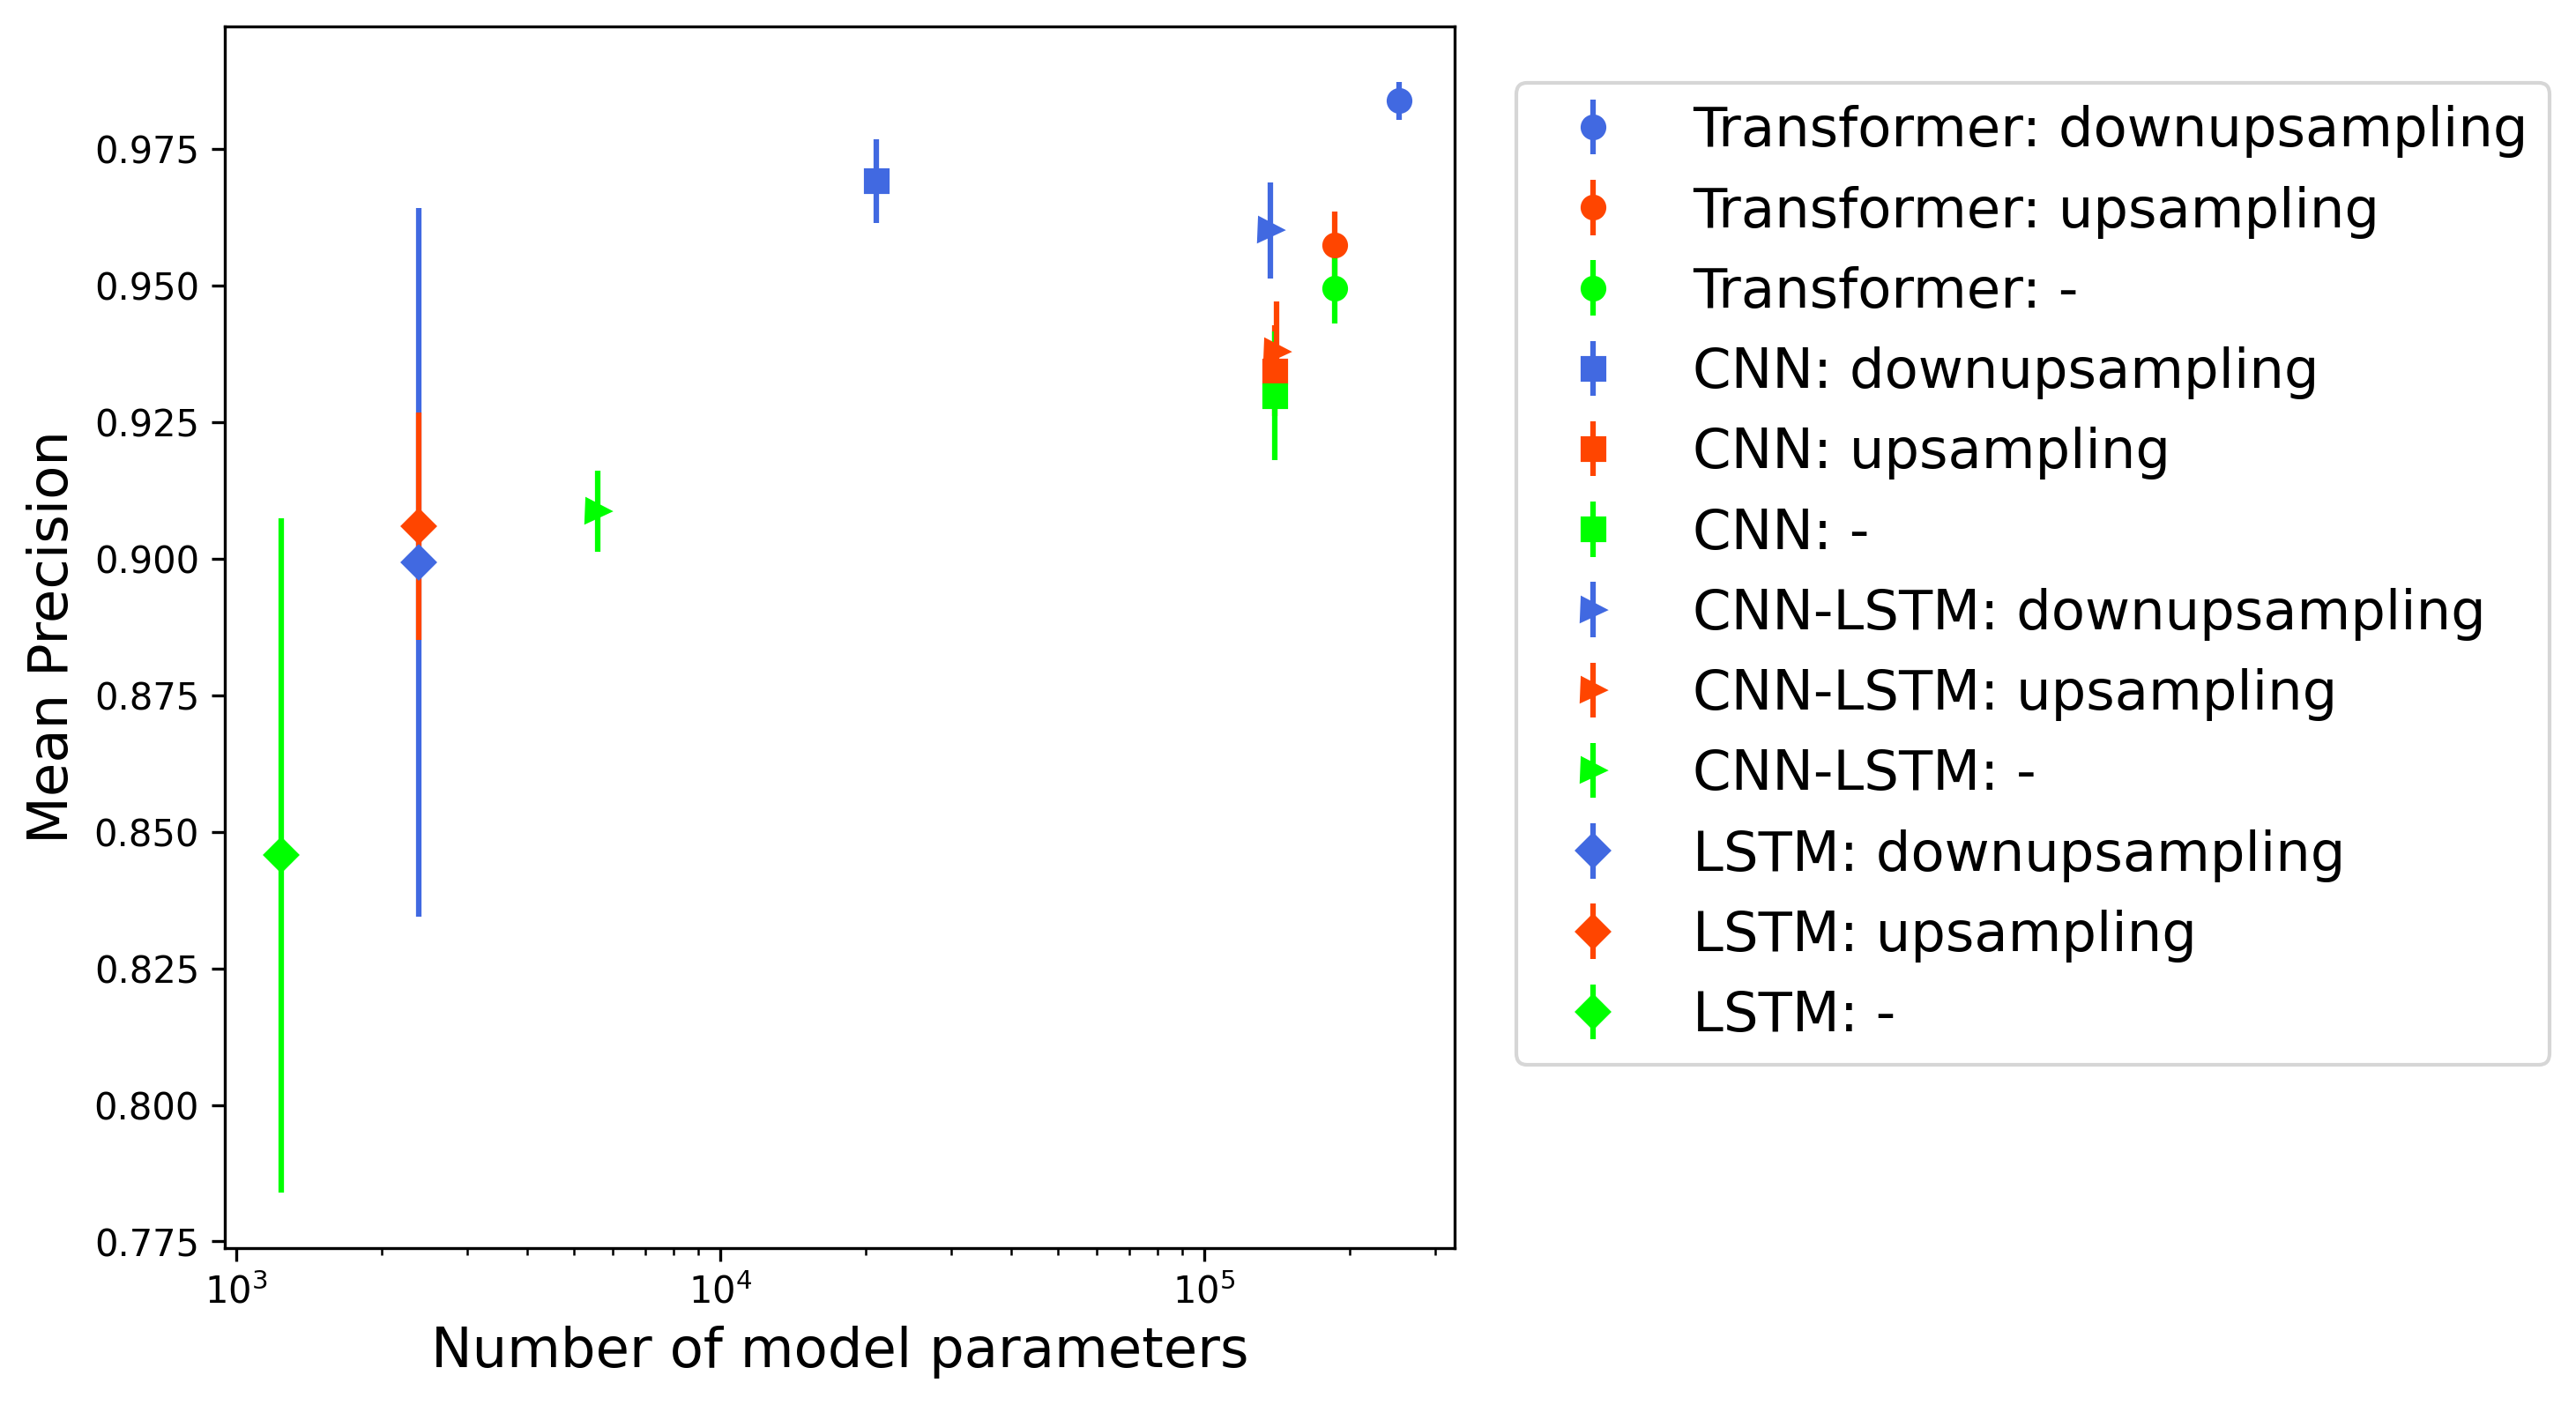 Mean Precision
0.975
0.950
0.925
0.900
0.875
0.850
0.825
0.800
0.775
10³
10⁴
10⁵
Number of model parameters
Transformer: downupsampling
Transformer: upsampling
Transformer: -
CNN: downupsampling
CNN: upsampling
CNN: -
CNN-LSTM: downupsampling
CNN-LSTM: upsampling
CNN-LSTM: -
LSTM: downupsampling
LSTM: upsampling
LSTM: -